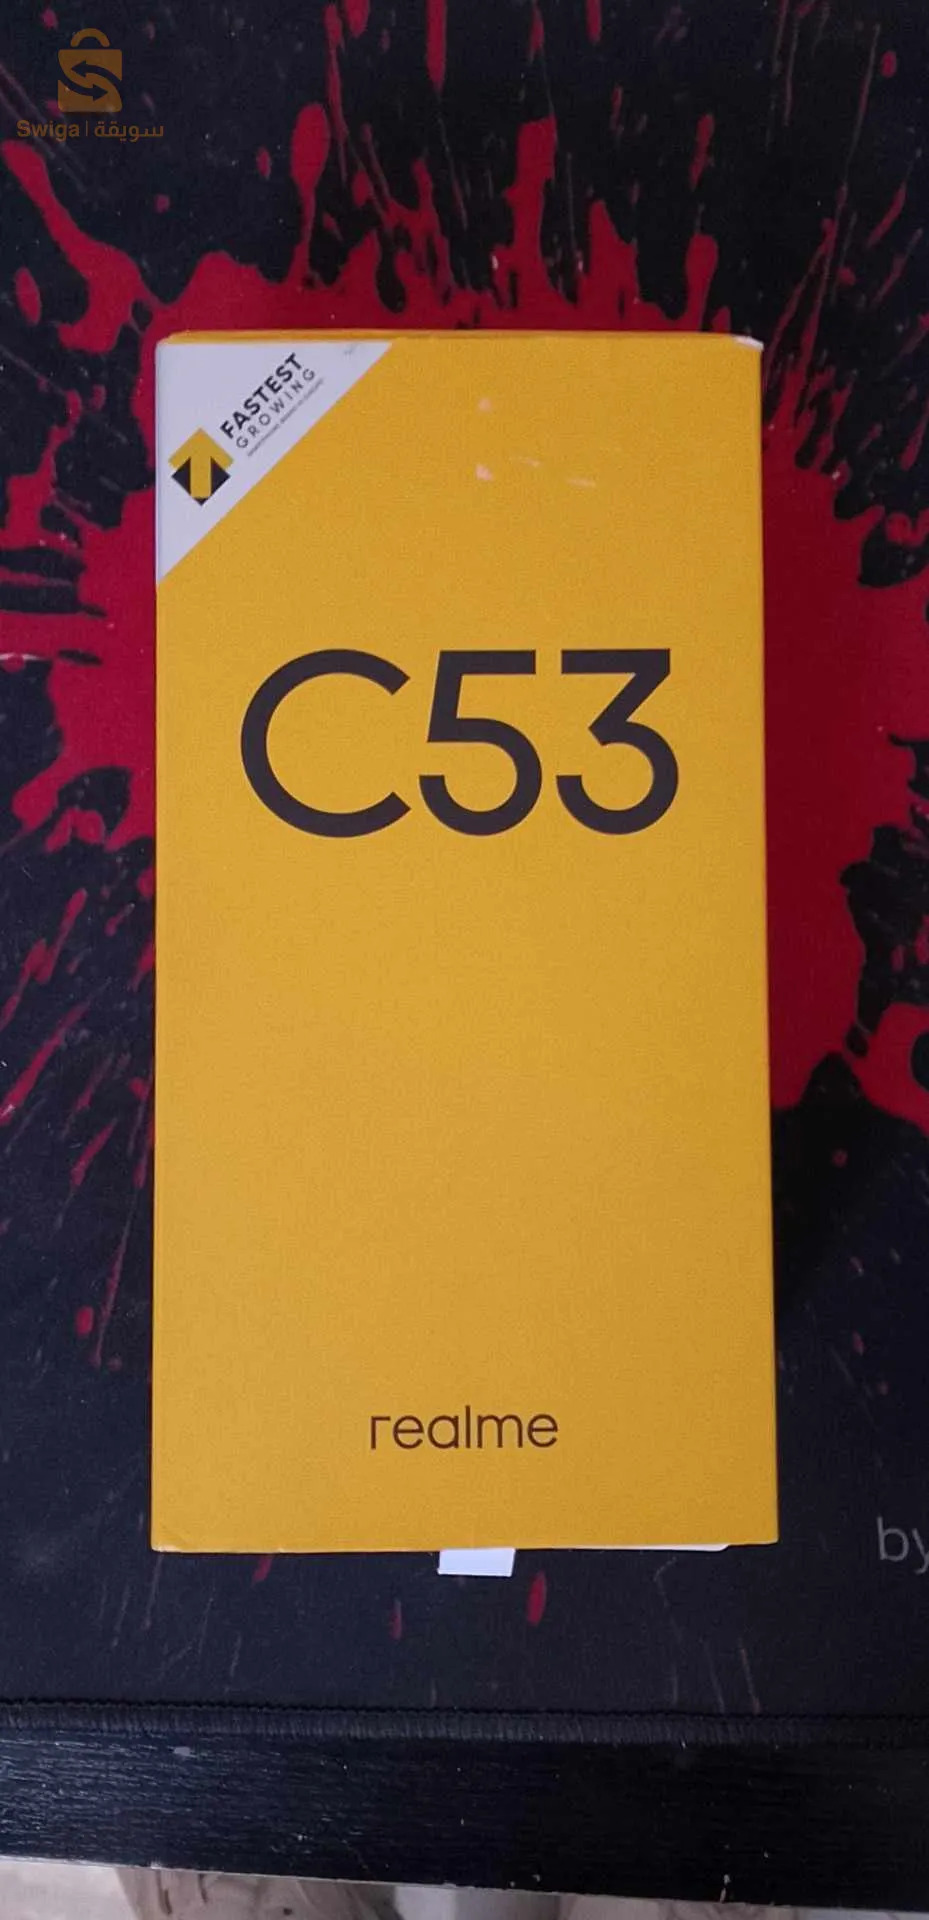 Swiga | سويقة
FASTEST
GROWING
C53
realme
by